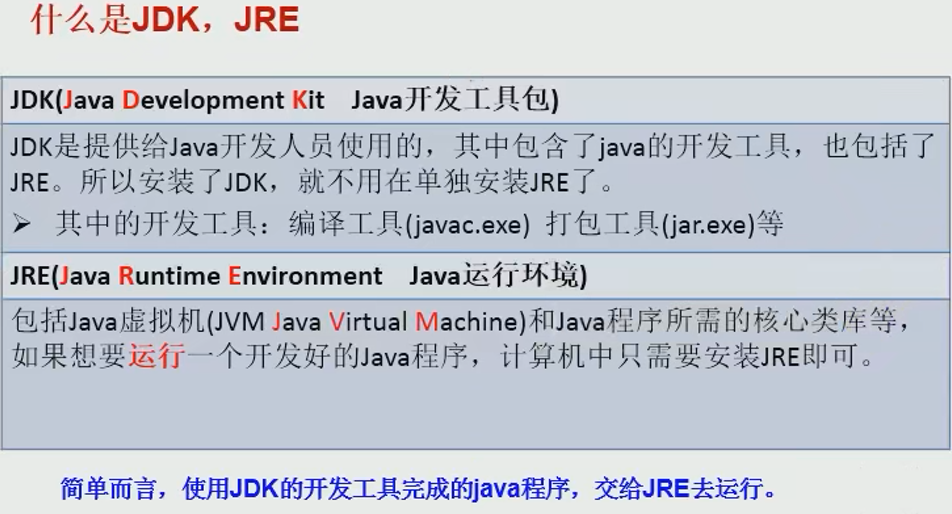 什么是JDK，JRE
JDK(Java Development Kit Java开发工具包)
JDK是提供给Java开发人员使用的，其中包含了java的开发工具，也包括了
JRE。所以安装了JDK，就不用在单独安装JRE了。
➢ 其中的开发工具：编译工具(javac.exe) 打包工具(jar.exe)等
JRE(Java Runtime Environment Java运行环境)
包括Java虚拟机(JVM Java Virtual Machine)和Java程序所需的核心类库等，
如果想要运行一个开发好的Java程序，计算机中只需要安装JRE即可。
简单而言，使用JDK的开发工具完成的java程序，交给JRE去运行。